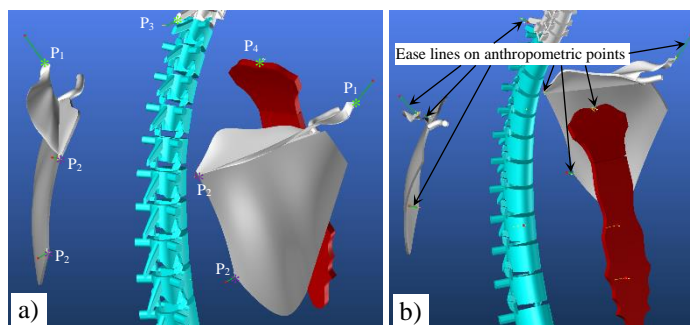 P3
P4
P1
P1
P2
P2
P2
P2
a)
Ease lines on anthropometric points
b)